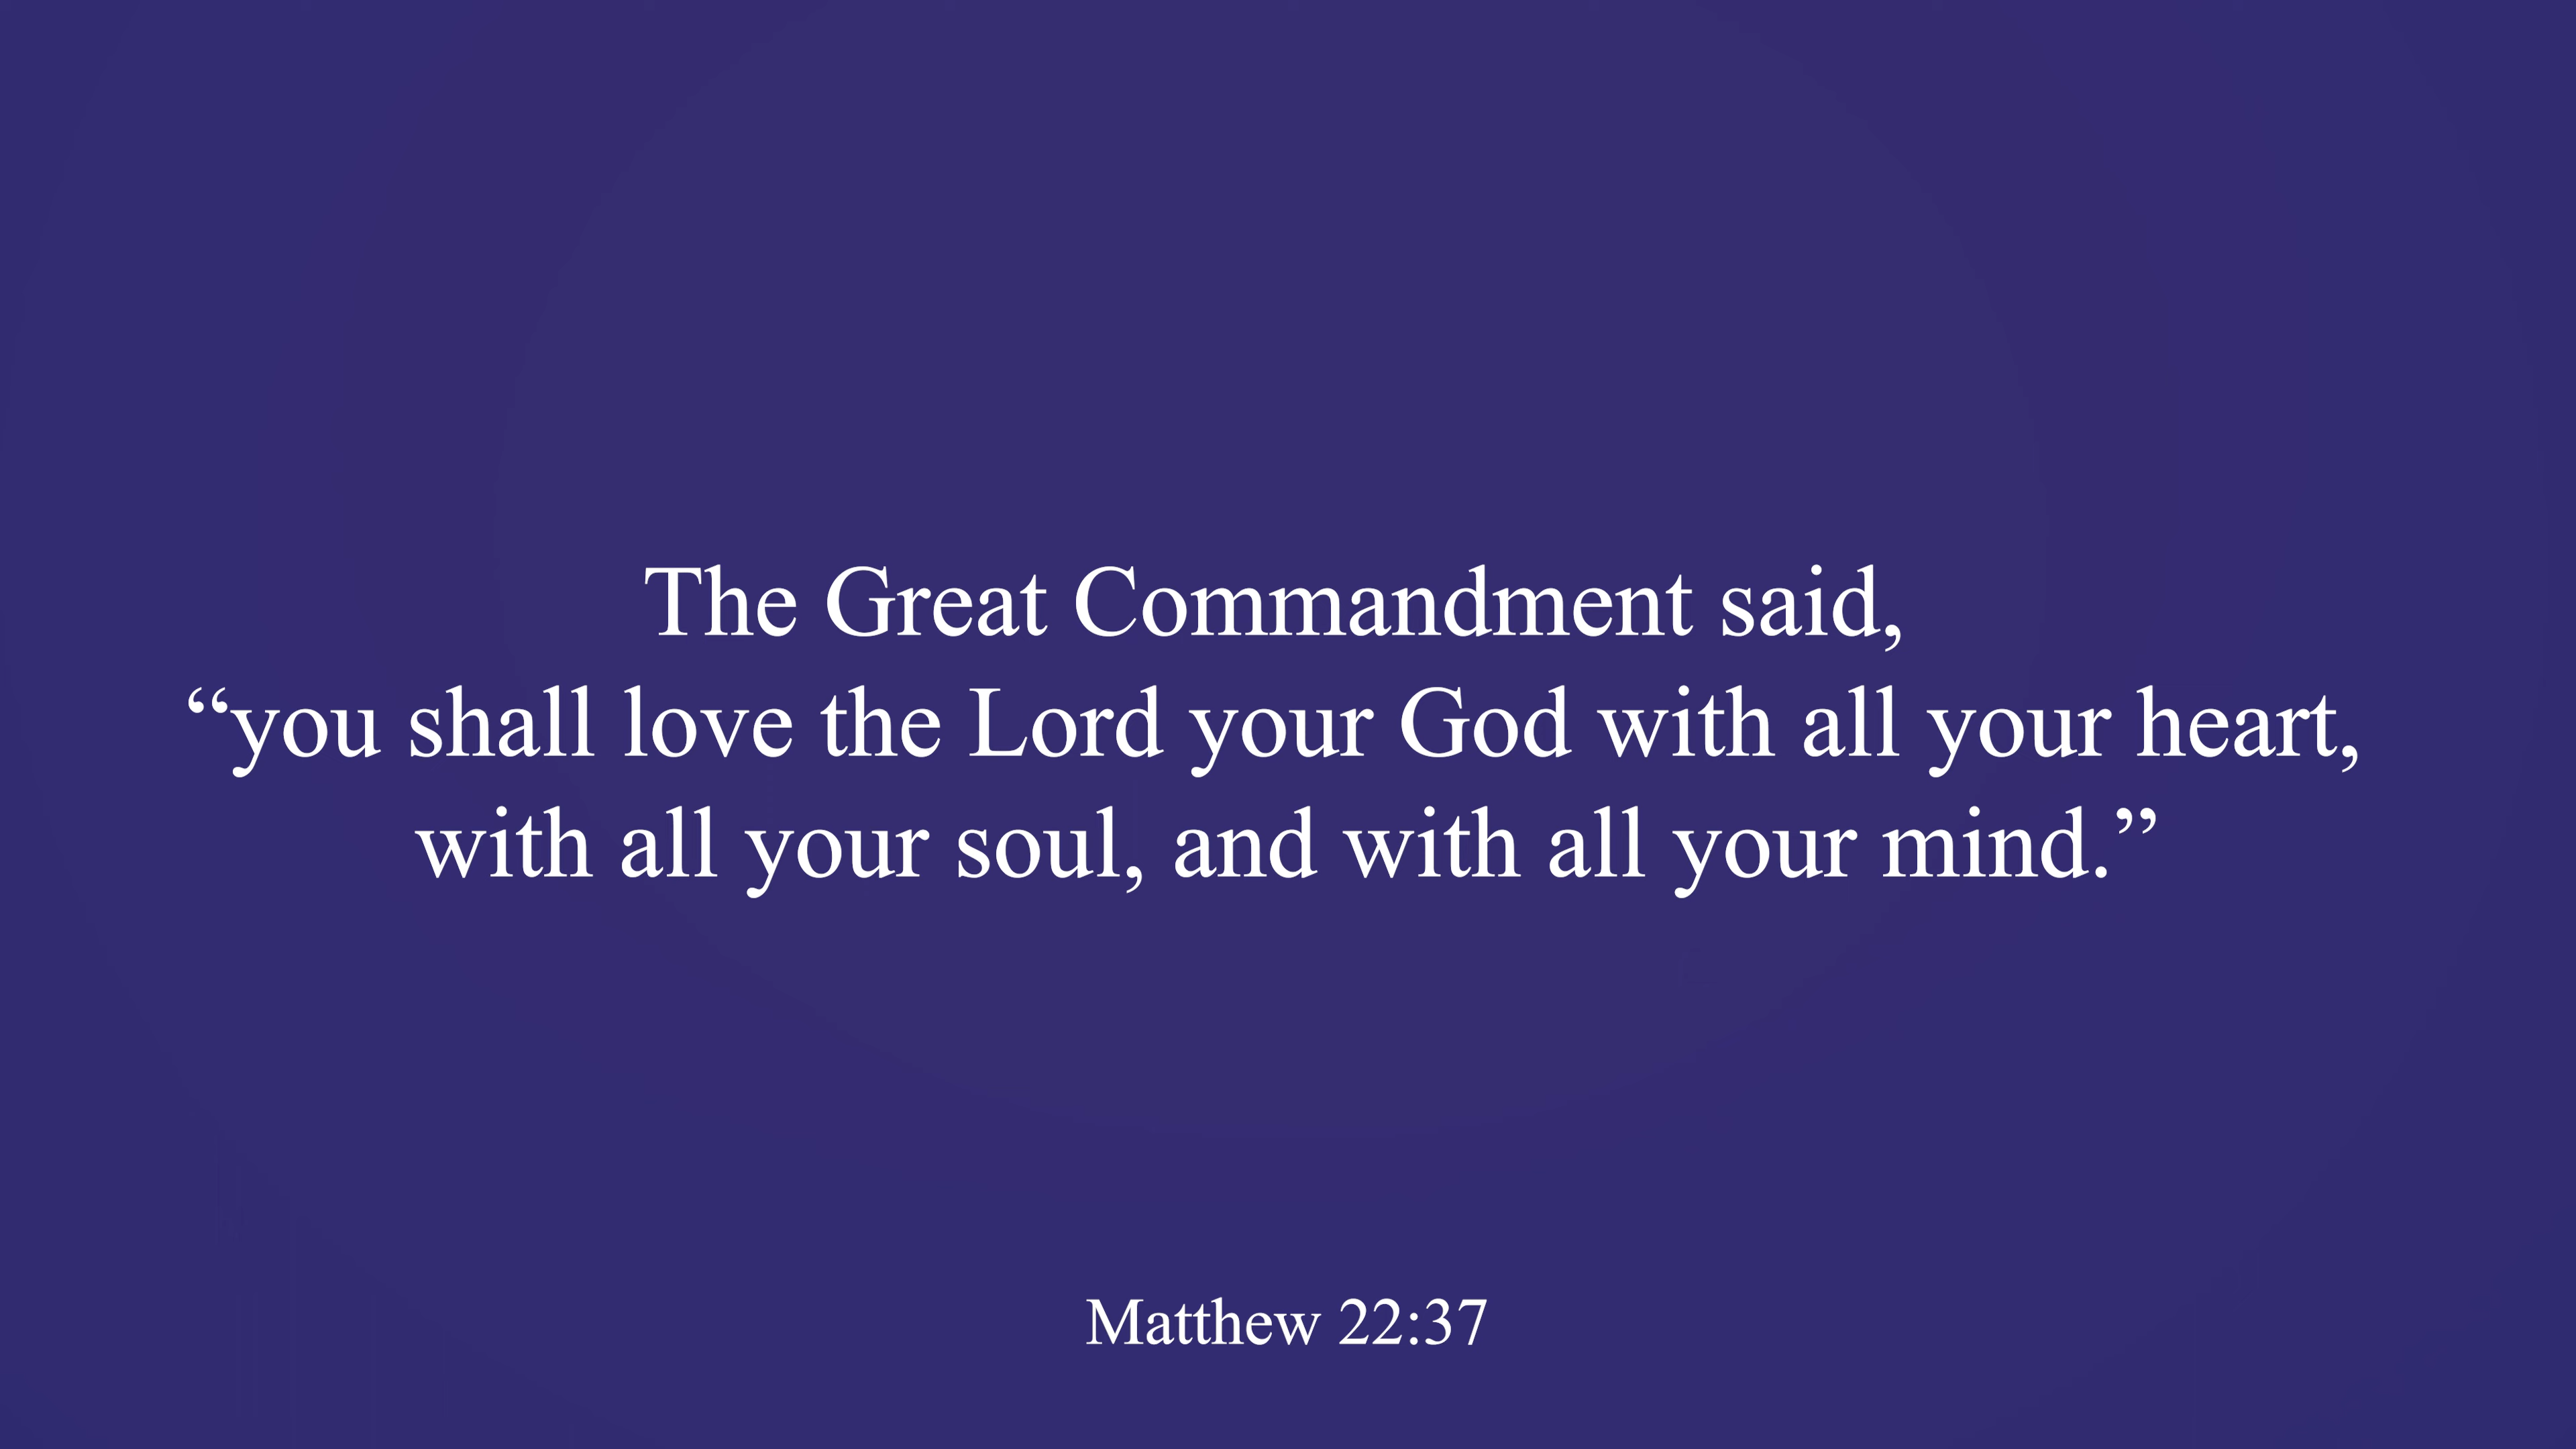 The Great Commandment said,
“you shall love the Lord your God with all your heart,
with all your soul, and with all your mind.”
Matthew 22:37